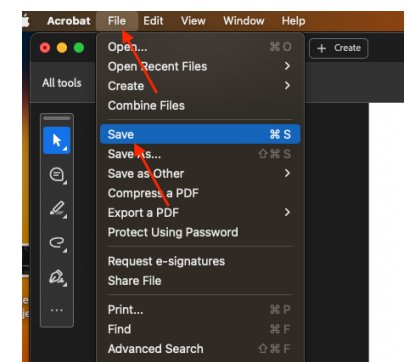 Acrobat File Edit View Window Help
Open... ⌘ O
+ Create
Open Recent Files >
All tools
Create >
Combine Files
Save ⌘ S
Save As... ⇧ ⌘ S
Save as Other >
Compress a PDF
Export a PDF >
Protect Using Password
Request e-signatures
Share File
Print... ⌘ P
Find ⌘ F
Advanced Search ⇧ ⌘ F